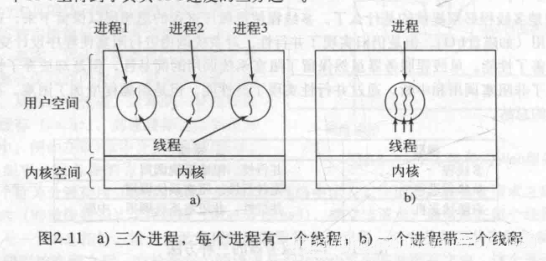 进程1 进程2 进程3 进程
用户空间
线程 线程
内核空间 内核 内核
a) b)
图2-11 a) 三个进程，每个进程有一个线程；b) 一个进程带三个线程